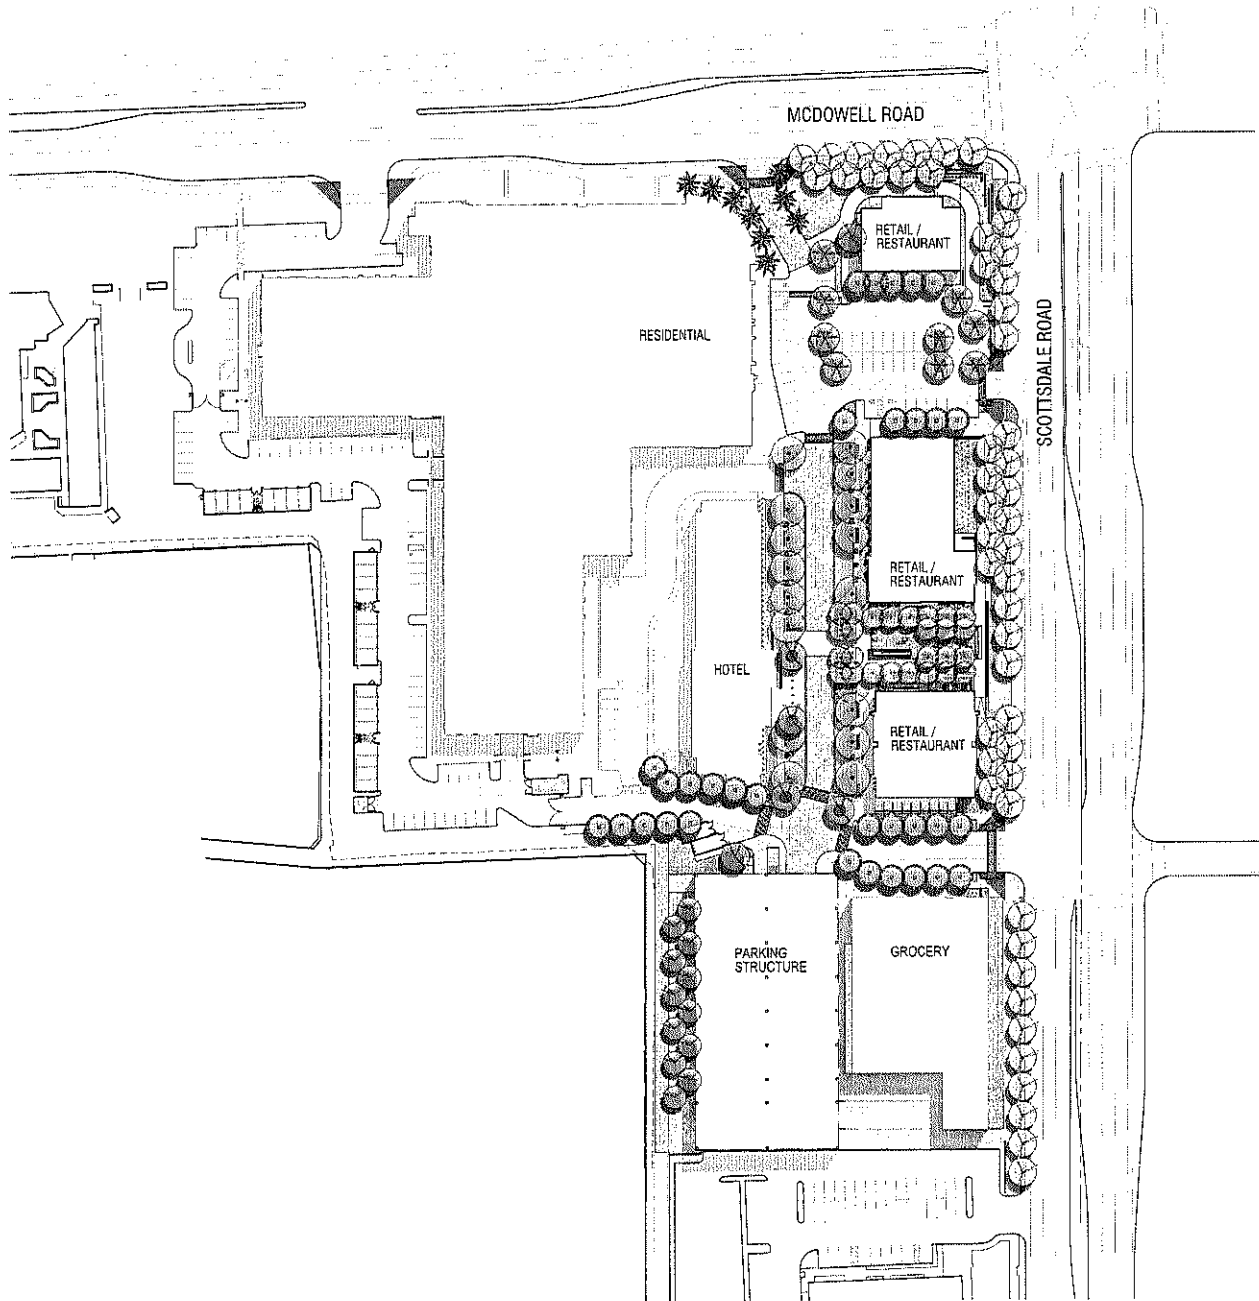 MCDOWELL ROAD
RETAIL /
RESTAURANT
SCOTTSDALE ROAD
RESIDENTIAL
RETAIL /
RESTAURANT
HOTEL
RETAIL /
RESTAURANT
PARKING
STRUCTURE
GROCERY